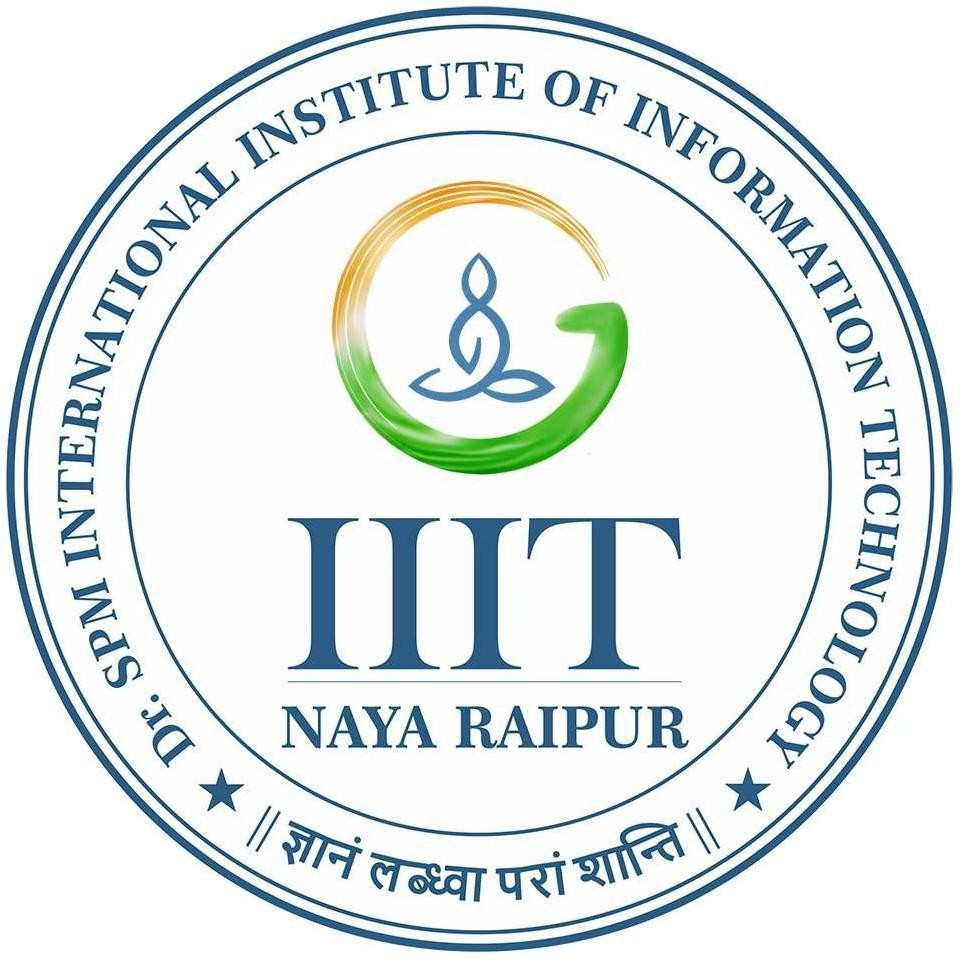 Dr. SPM INTERNATIONAL INSTITUTE OF INFORMATION TECHNOLOGY
IIIT
NAYA RAIPUR
|| ज्ञानं लब्ध्वा परां शान्ति ||